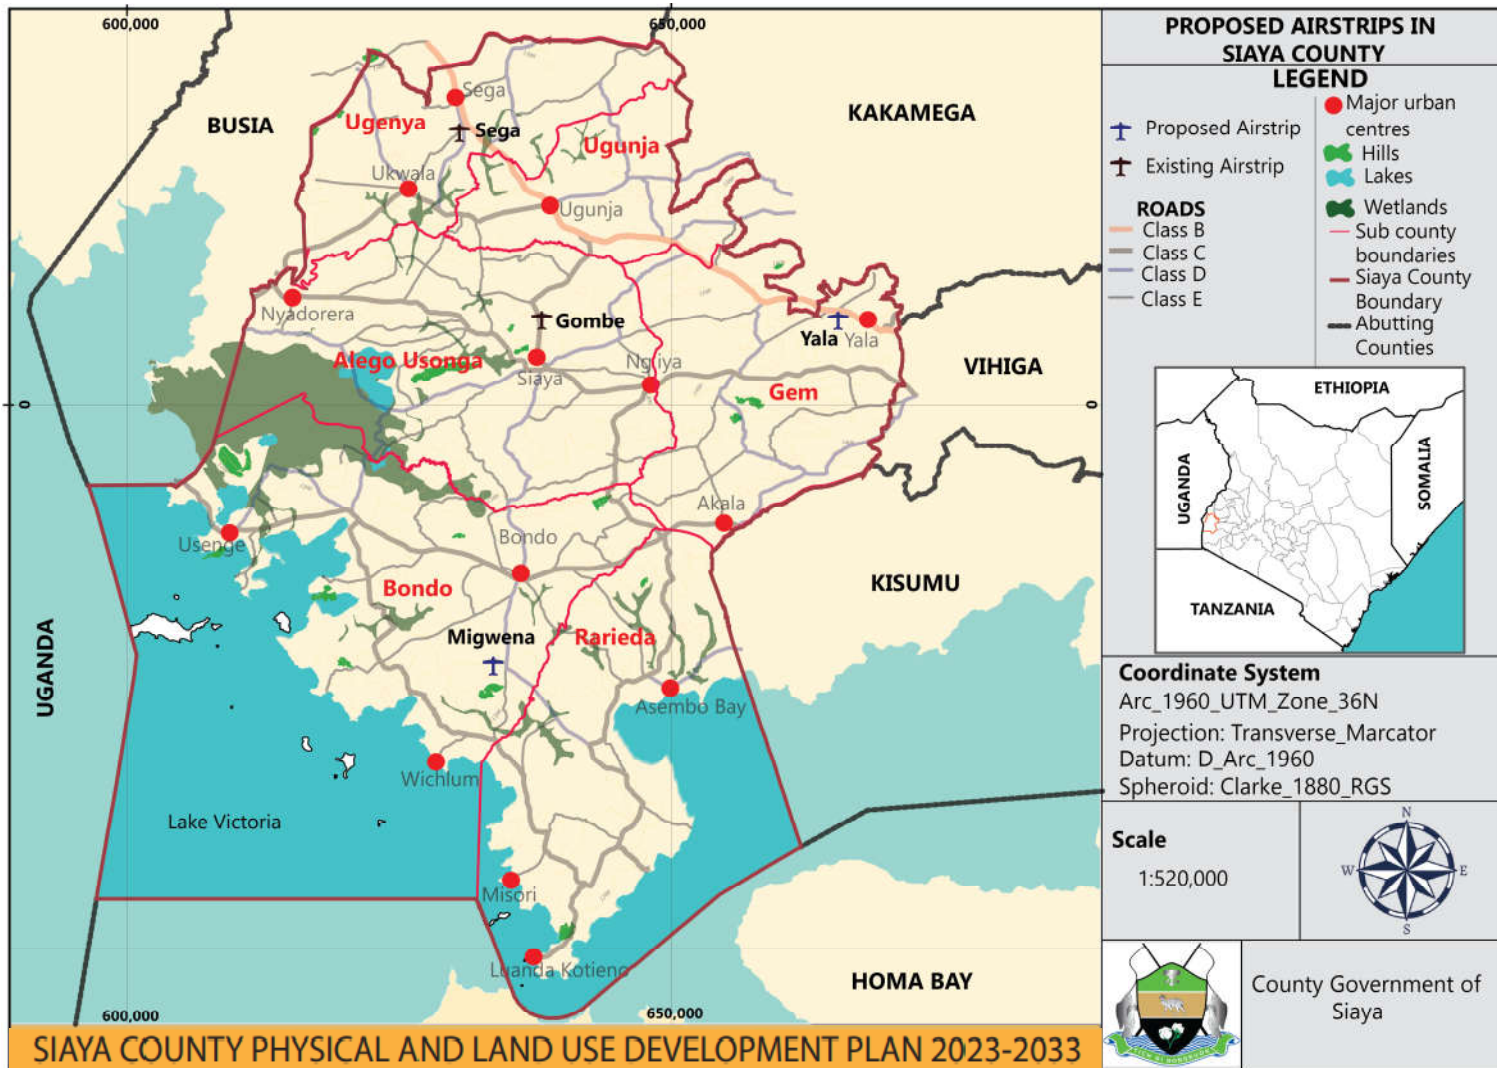 600,000
650,000
BUSIA
KAKAMEGA
Sega
Ugenya
Sega
Ugunja
Ukwala
Ugunja
Nyadorera
Gombe
Yala
Yala
Alego Usonga
Siaya
Ngiya
VIHIGA
Gem
0
0
Akala
Usenge
Bondo
Bondo
KISUMU
Migwena
Rarieda
UGANDA
Asembo Bay
Wichlum
Lake Victoria
Misori
Luanda Kotieno
HOMA BAY
600,000
650,000
SIAYA COUNTY PHYSICAL AND LAND USE DEVELOPMENT PLAN 2023-2033
PROPOSED AIRSTRIPS IN
SIAYA COUNTY
LEGEND
Proposed Airstrip
Existing Airstrip
ROADS
Class B
Class C
Class D
Class E
Major urban
centres
Hills
Lakes
Wetlands
Sub county
boundaries
Siaya County
Boundary
Abutting
Counties
ETHIOPIA
UGANDA
SOMALIA
TANZANIA
Coordinate System
Arc_1960_UTM_Zone_36N
Projection: Transverse_Marcator
Datum: D_Arc_1960
Spheroid: Clarke_1880_RGS
Scale
1:520,000
N
W
E
S
County Government of
Siaya